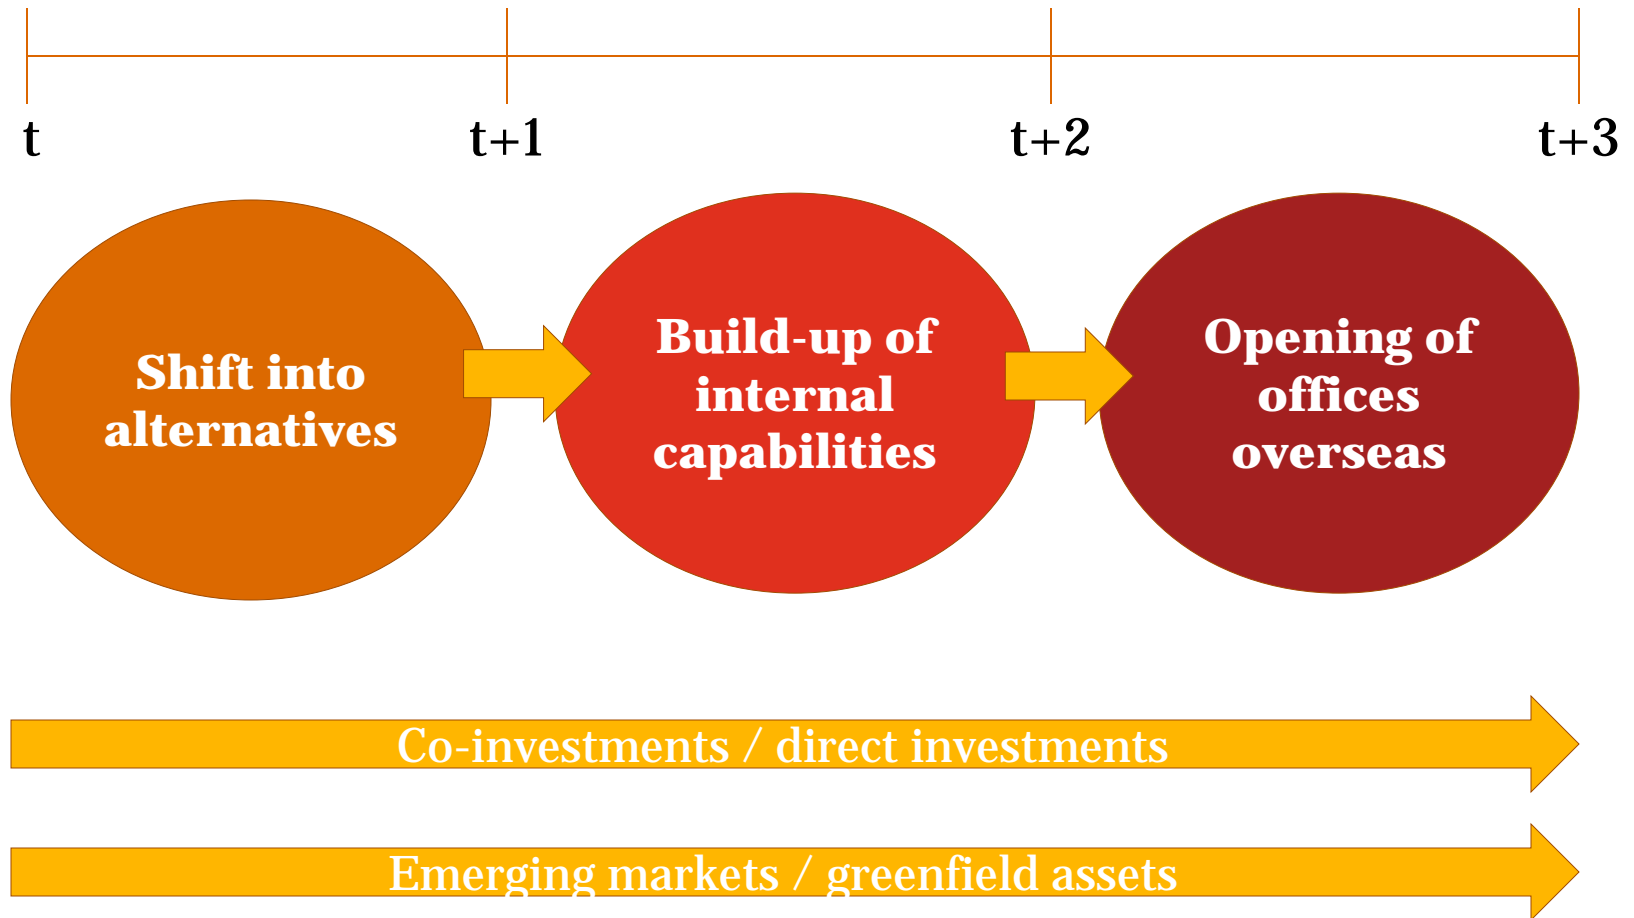 t
t+1
t+2
t+3
Shift into
alternatives
Build-up of
internal
capabilities
Opening of
offices
overseas
Co-investments / direct investments
Emerging markets / greenfield assets